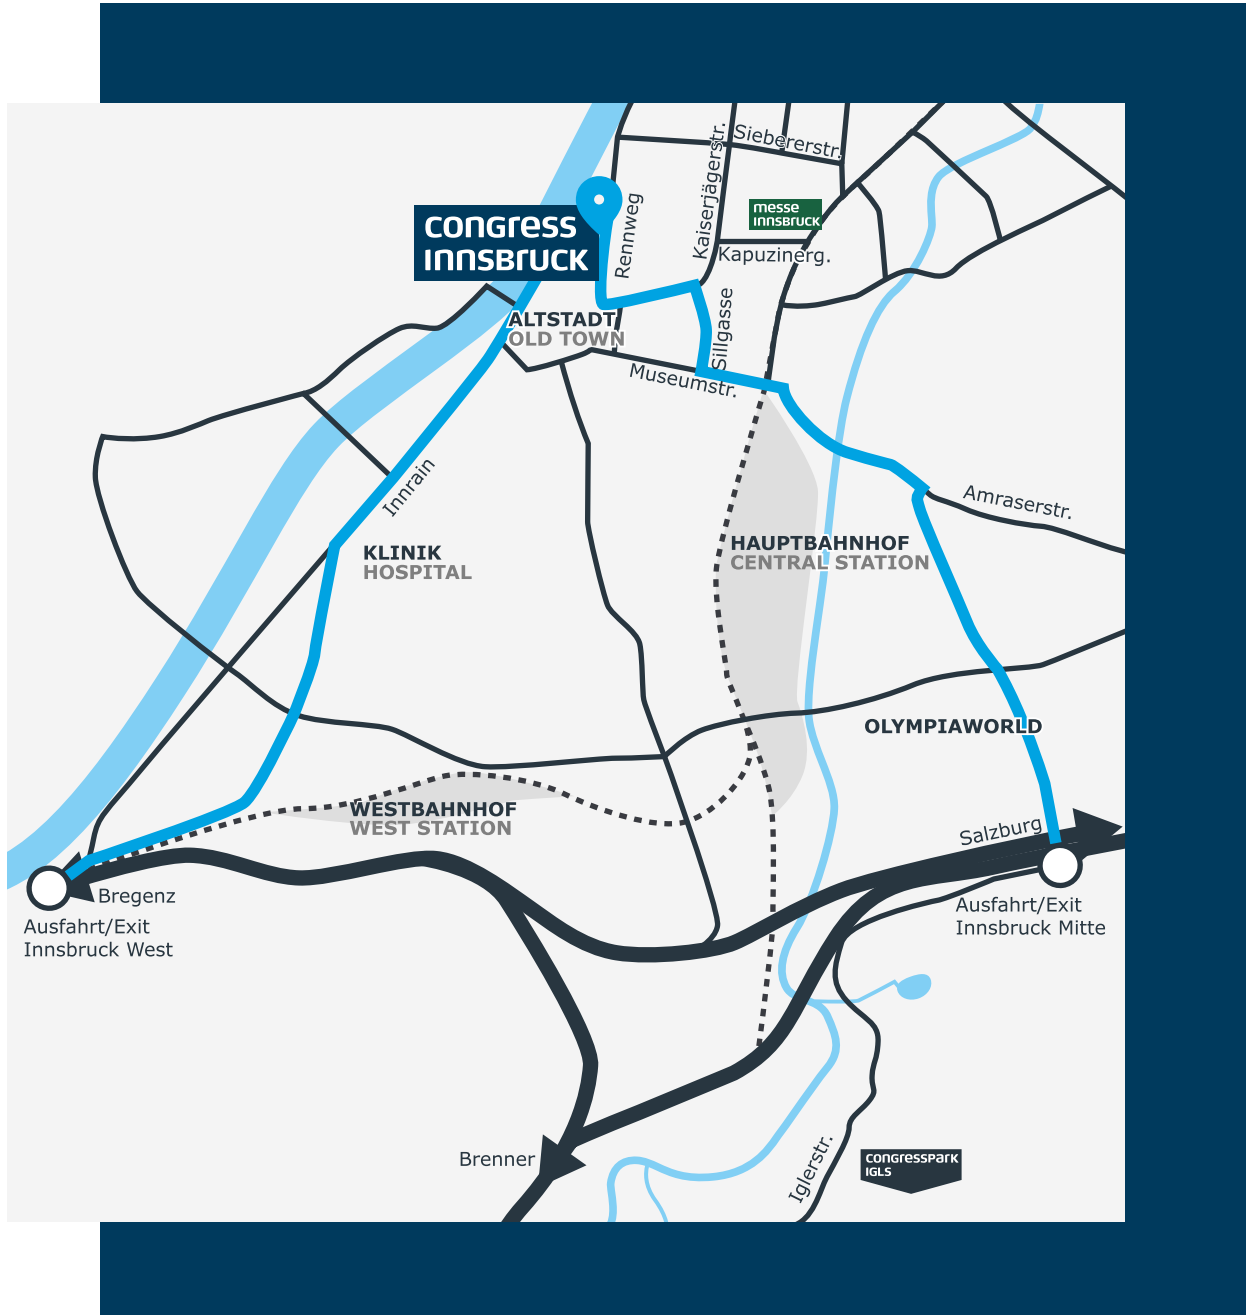 Siebererstr.
Kaiserjägerstr.
Rennweg
messe
INNSBRUCK
congress
INNSBRUCK
Kapuzinerg.
Sillgasse
ALTSTADT
OLD TOWN
Museumstr.
Innrain
Amraserstr.
KLINIK
HOSPITAL
HAUPTBAHNHOF
CENTRAL STATION
OLYMPIAWORLD
WESTBAHNHOF
WEST STATION
Salzburg
Bregenz
Ausfahrt/Exit
Innsbruck West
Ausfahrt/Exit
Innsbruck Mitte
Brenner
Iglerstr.
congresspark
IGLS